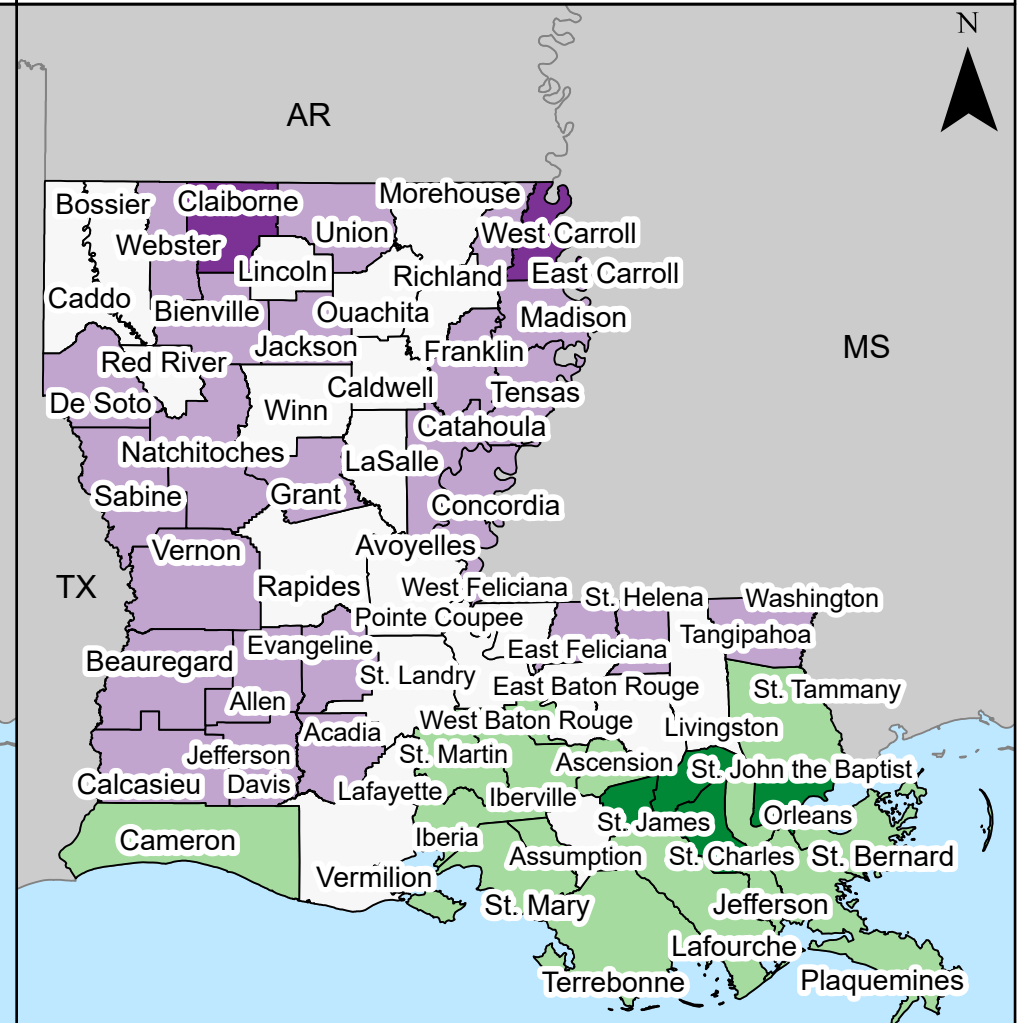 N
AR
Morehouse
Bossier
Claiborne
Union
West Carroll
Webster
Lincoln
Richland
East Carroll
Caddo
Bienville
Ouachita
Madison
Jackson
Franklin
MS
Red River
Caldwell
Tensas
De Soto
Winn
Catahoula
Natchitoches
LaSalle
Sabine
Grant
Concordia
Vernon
Avoyelles
TX
Rapides
West Feliciana
St. Helena
Washington
Pointe Coupee
Tangipahoa
Evangeline
East Feliciana
Beauregard
St. Landry
East Baton Rouge
St. Tammany
Allen
West Baton Rouge
Livingston
Acadia
Jefferson
Davis
St. Martin
Ascension
St. John the Baptist
Calcasieu
Lafayette
Iberville
Orleans
St. James
Cameron
Iberia
Assumption
St. Charles
St. Bernard
Vermilion
St. Mary
Jefferson
Lafourche
Terrebonne
Plaquemines